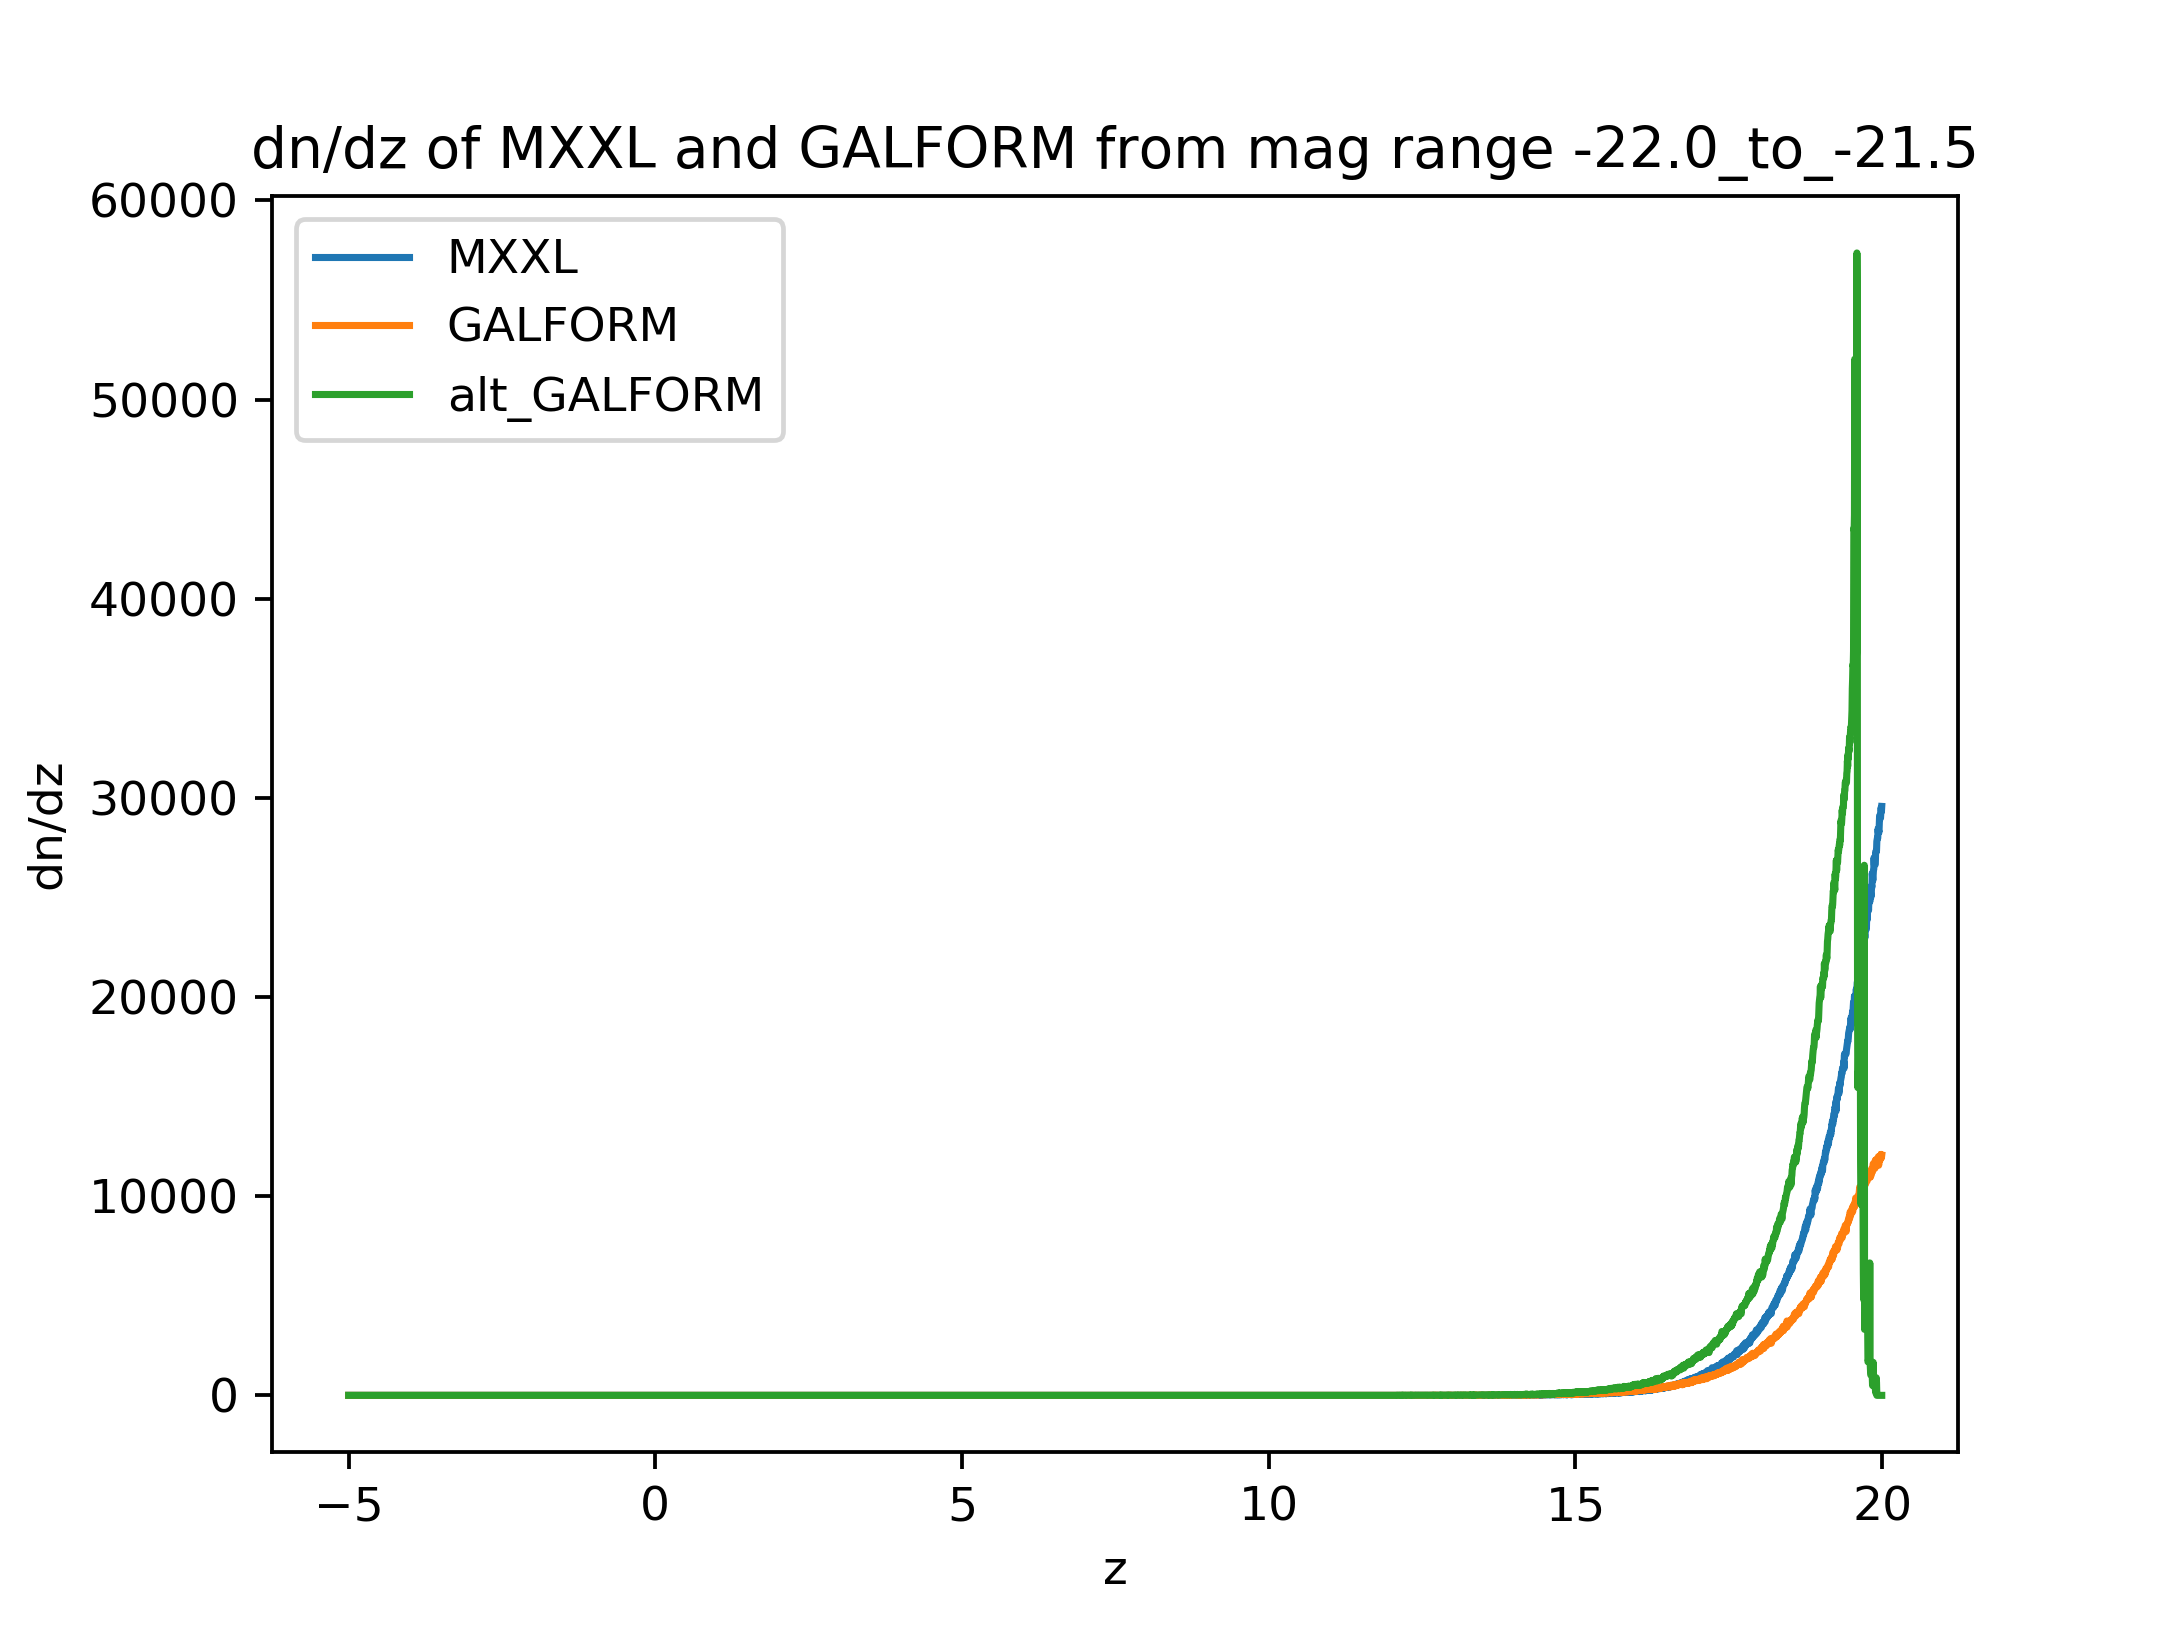 dn/dz of MXXL and GALFORM from mag range -22.0_to_-21.5
60000
50000
40000
30000
20000
10000
0
dn/dz
MXXL
GALFORM
alt_GALFORM
−5
0
5
10
15
20
z